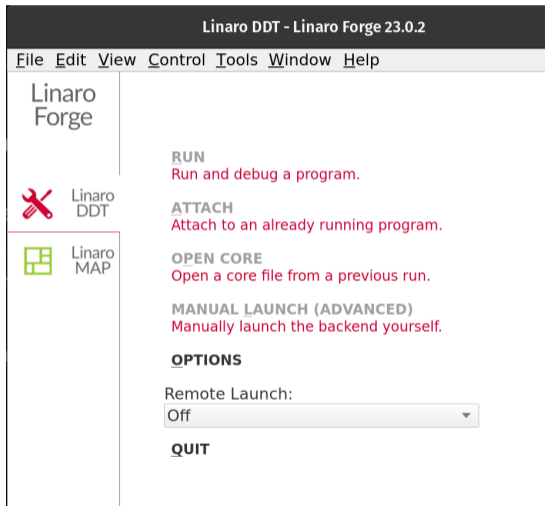 Linaro DDT - Linaro Forge 23.0.2
File Edit View Control Tools Window Help
Linaro
Forge
RUN
Run and debug a program.
Linaro
DDT
ATTACH
Attach to an already running program.
Linaro
MAP
OPEN CORE
Open a core file from a previous run.
MANUAL LAUNCH (ADVANCED)
Manually launch the backend yourself.
OPTIONS
Remote Launch:
Off
QUIT